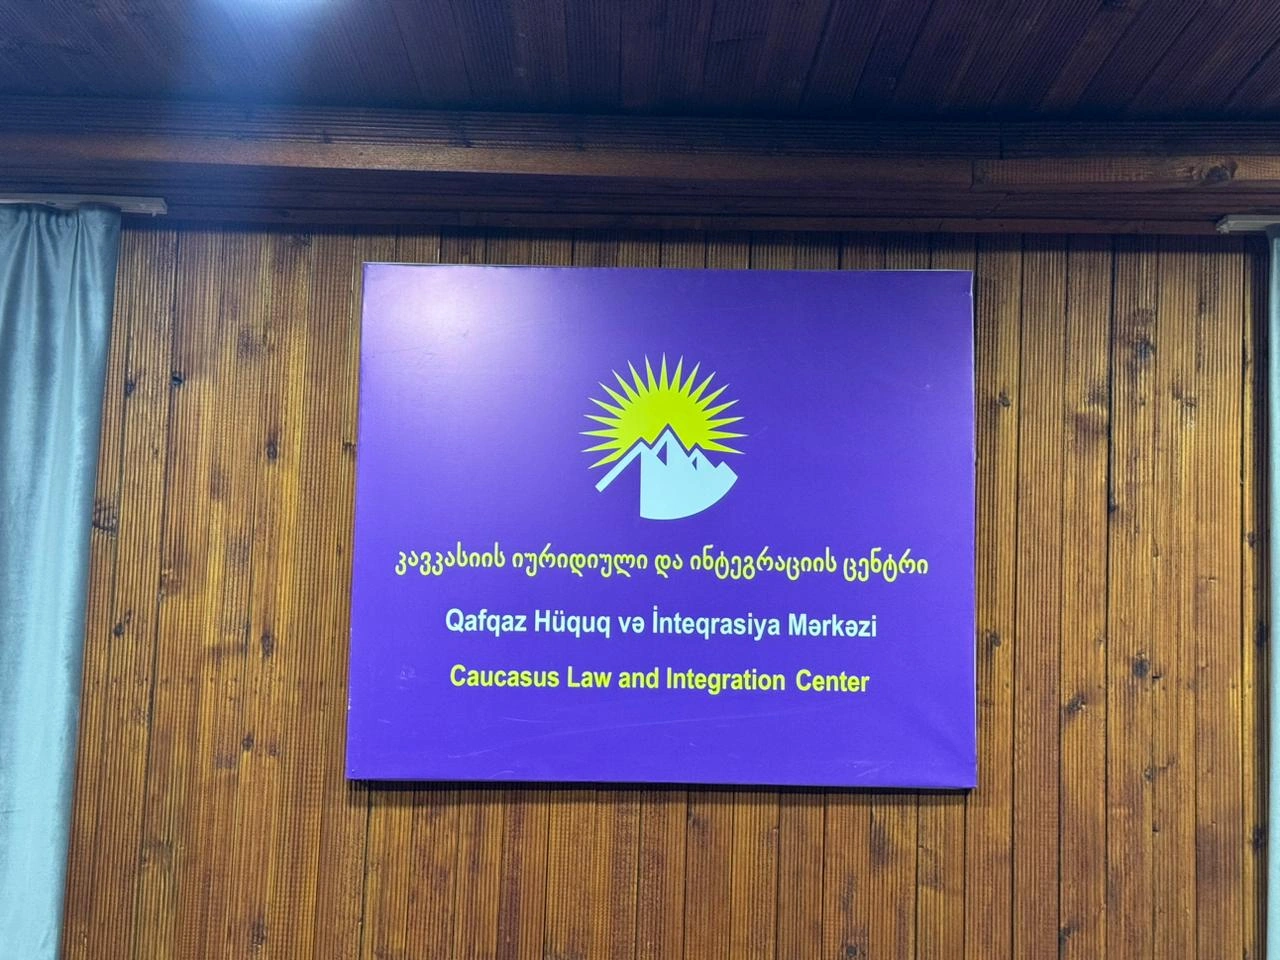 კავკასიის იურიდიული და ინტეგრაციის ცენტრი
Qafqaz Hüquq və İnteqrasiya Mərkəzi
Caucasus Law and Integration Center